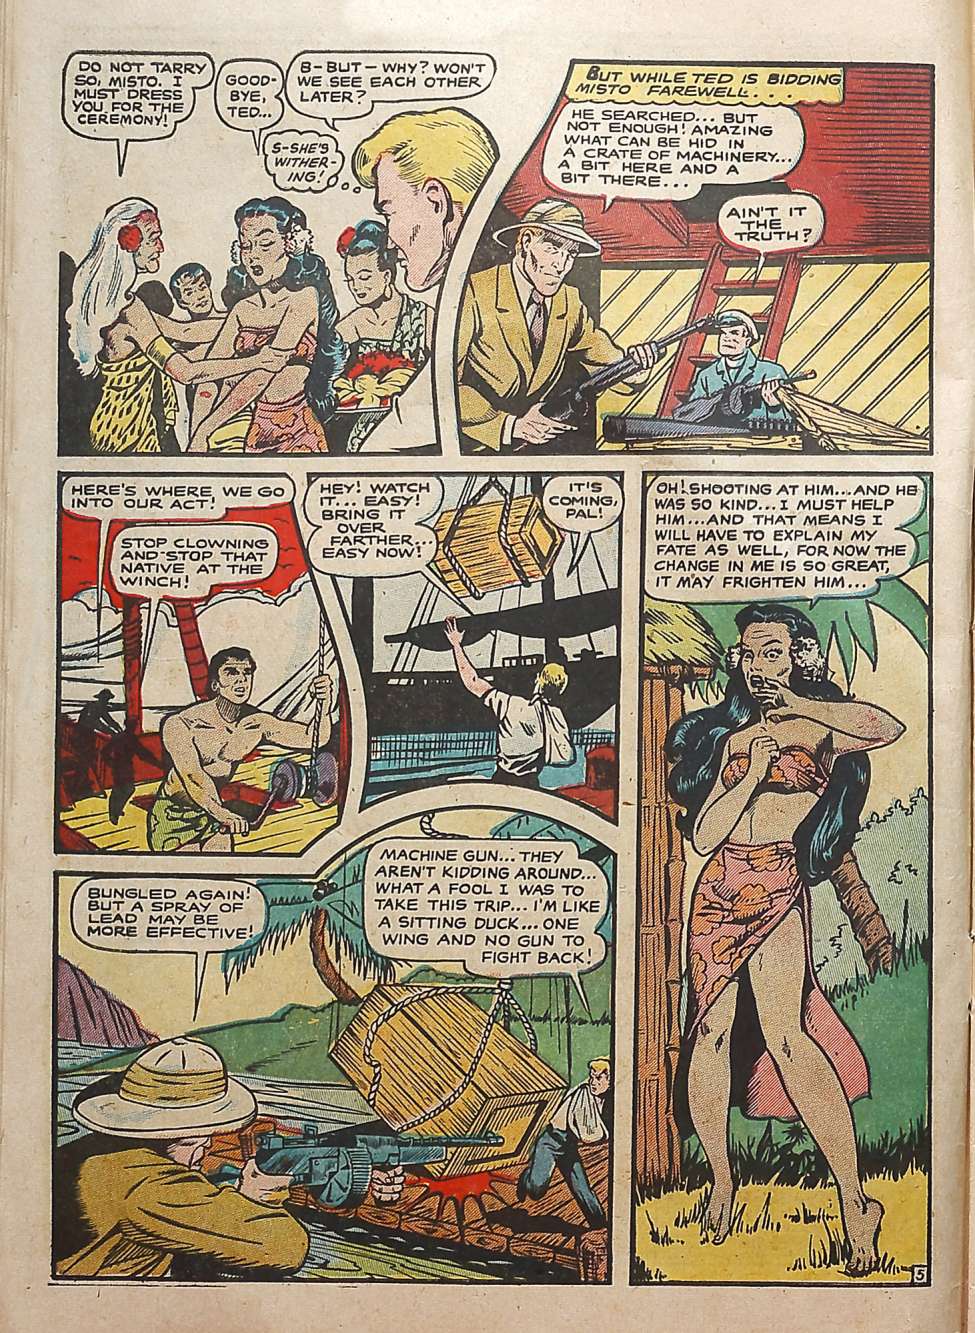 DO NOT TARRY
SO, MISTO. I
MUST DRESS
YOU FOR THE
CEREMONY!
GOOD-
BYE,
TED...
B-BUT-WHY? WON'T
WE SEE EACH OTHER
LATER?
S-SHE'S
WITHER-
ING!
BUT WHILE TED IS BIDDING
MISTO FAREWELL...
HE SEARCHED... BUT
NOT ENOUGH! AMAZING
WHAT CAN BE HID IN
A CRATE OF MACHINERY...
A BIT HERE AND A
BIT THERE...
AIN'T IT
THE
TRUTH?
HERE'S WHERE WE GO
INTO OUR ACT!
STOP CLOWNING
AND STOP THAT
NATIVE AT THE
WINCH!
HEY! WATCH
IT... EASY!
BRING IT
OVER
FARTHER...
EASY NOW!
IT'S
COMING,
PAL!
OH! SHOOTING AT HIM...AND HE
WAS SO KIND...I MUST HELP
HIM...AND THAT MEANS I
WILL HAVE TO EXPLAIN MY
FATE AS WELL, FOR NOW THE
CHANGE IN ME IS SO GREAT,
IT MAY FRIGHTEN HIM...
BUNGLED AGAIN!
BUT A SPRAY OF
LEAD MAY BE
MORE EFFECTIVE!
MACHINE GUN... THEY
AREN'T KIDDING AROUND...
WHAT A FOOL I WAS TO
TAKE THIS TRIP... I'M LIKE
A SITTING DUCK... ONE
WING AND NO GUN TO
FIGHT BACK!
5